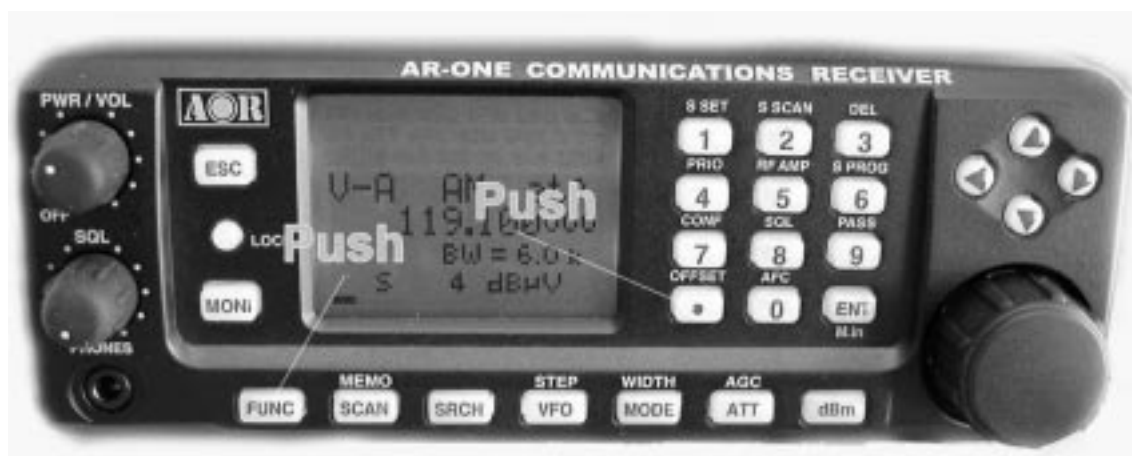 AR-ONE COMMUNICATIONS RECEIVER
PWR / VOL
OFF
SQL
PHONES
AOR
ESC
LOC
MONi
V-A AM
119.100
BW = 6.0
S 4 dBμV
Push
Push
S SET S SCAN DEL
1 2 3
PRIO RF AMP S PROG
4 5 6
CONF SQL PASS
7 8 9
OFFSET AFC
• 0 ENT
M.in
MEMO STEP WIDTH AGC
FUNC SCAN SRCH VFO MODE ATT dBm